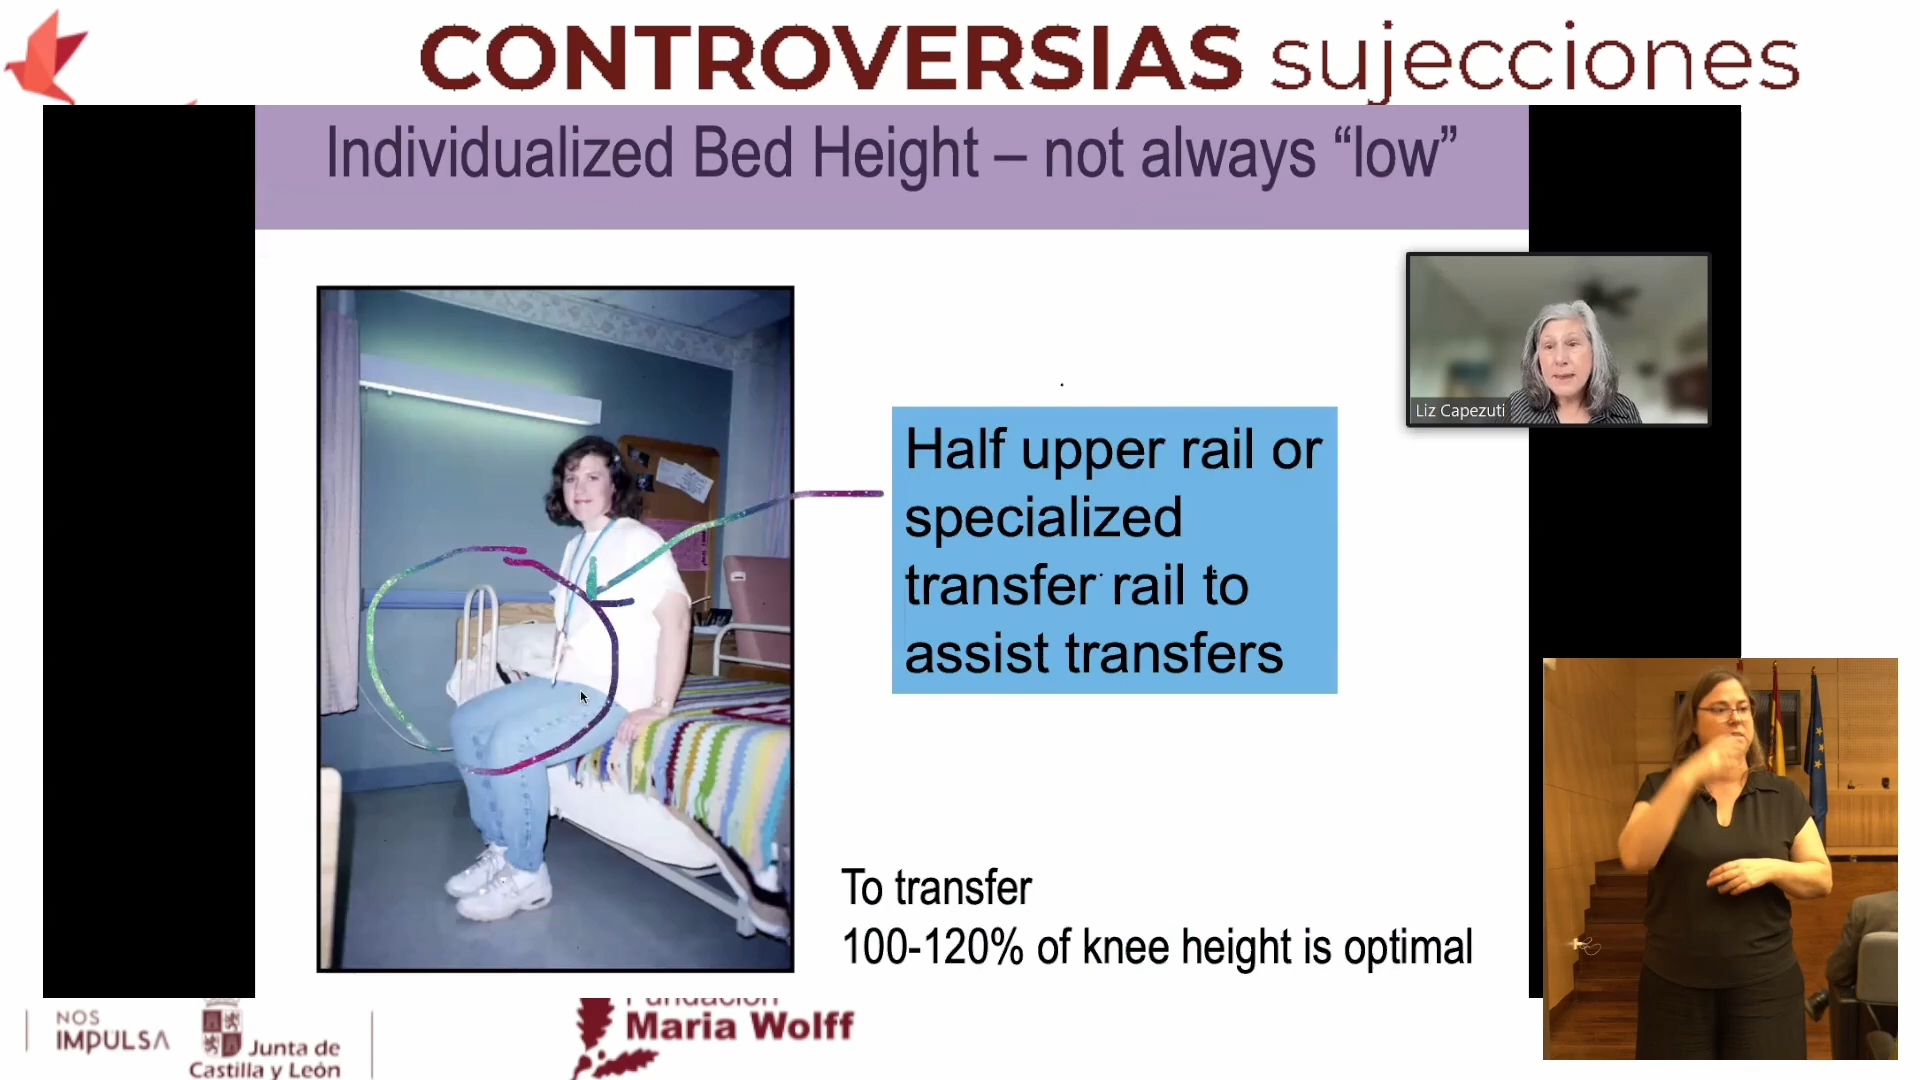 CONTROVERSIAS sujecciones
Individualized Bed Height – not always “low”
Liz Capezuti
Half upper rail or
specialized
transfer rail to
assist transfers
To transfer
100-120% of knee height is optimal
NOS
IMPULSA
Junta de
Castilla y León
Fundación
Maria Wolff